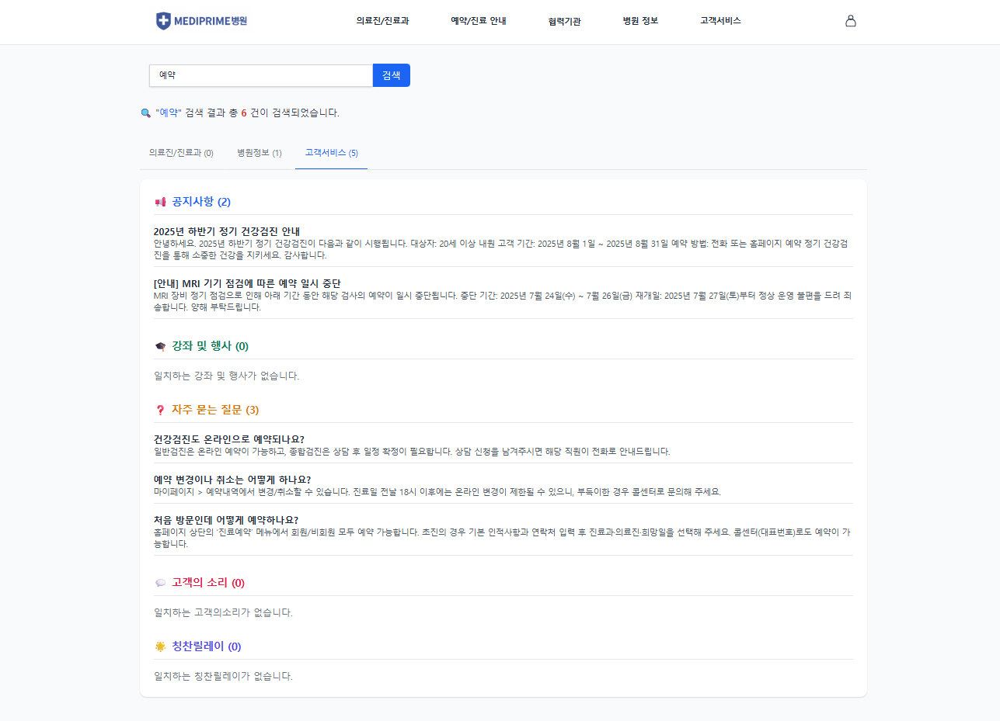 MEDIPRIME병원
의료진/진료과 예약/진료 안내 협력기관 병원 정보 고객서비스
예약 검색
"예약" 검색 결과 총 6 건이 검색되었습니다.
의료진/진료과 (0) 병원정보 (1) 고객서비스 (5)
공지사항 (2)
2025년 하반기 정기 건강검진 안내
안녕하세요. 2025년 하반기 정기 건강검진이 다음과 같이 시행됩니다. 대상자: 20세 이상 내원 고객 기간: 2025년 8월 1일 ~ 2025년 8월 31일 예약 방법: 전화 또는 홈페이지 예약 정기 건강검
진을 통해 소중한 건강을 지키세요. 감사합니다.
[안내] MRI 기기 점검에 따른 예약 일시 중단
MRI 장비 정기 점검으로 인해 아래 기간 동안 해당 검사의 예약이 일시 중단됩니다. 중단 기간: 2025년 7월 24일(수) ~ 7월 26일(금) 재개일: 2025년 7월 27일(토)부터 정상 운영 불편을 드려 죄
송합니다. 양해 부탁드립니다.
강좌 및 행사 (0)
일치하는 강좌 및 행사가 없습니다.
자주 묻는 질문 (3)
건강검진도 온라인으로 예약되나요?
일반검진은 온라인 예약이 가능하고, 종합검진은 상담 후 일정 확정이 필요합니다. 상담 신청을 남겨주시면 해당 직원이 전화로 안내드립니다.
예약 변경이나 취소는 어떻게 하나요?
마이페이지 > 예약내역에서 변경/취소할 수 있습니다. 진료일 전날 18시 이후에는 온라인 변경이 제한될 수 있으니, 부득이한 경우 콜센터로 문의해 주세요.
처음 방문인데 어떻게 예약하나요?
홈페이지 상단의 '진료예약' 메뉴에서 회원/비회원 모두 예약 가능합니다. 초진의 경우 기본 인적사항과 연락처 입력 후 진료과·의료진·희망일을 선택해 주세요. 콜센터(대표번호)로도 예약이 가
능합니다.
고객의 소리 (0)
일치하는 고객의소리가 없습니다.
칭찬릴레이 (0)
일치하는 칭찬릴레이가 없습니다.